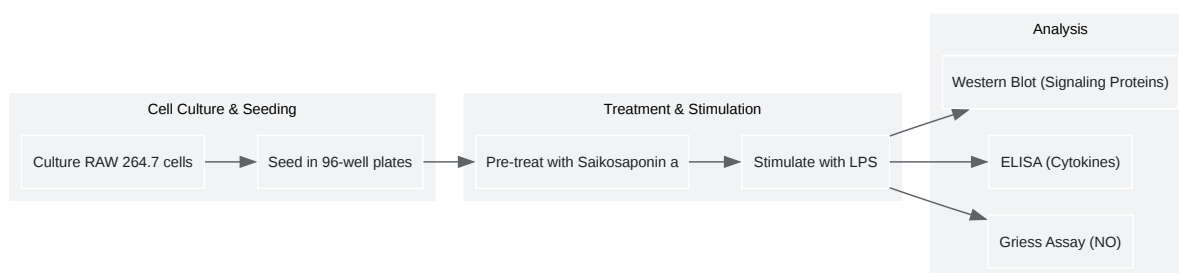 Cell Culture & Seeding
Culture RAW 264.7 cells
Seed in 96-well plates
Treatment & Stimulation
Pre-treat with Saikosaponin a
Stimulate with LPS
Analysis
Western Blot (Signaling Proteins)
ELISA (Cytokines)
Griess Assay (NO)